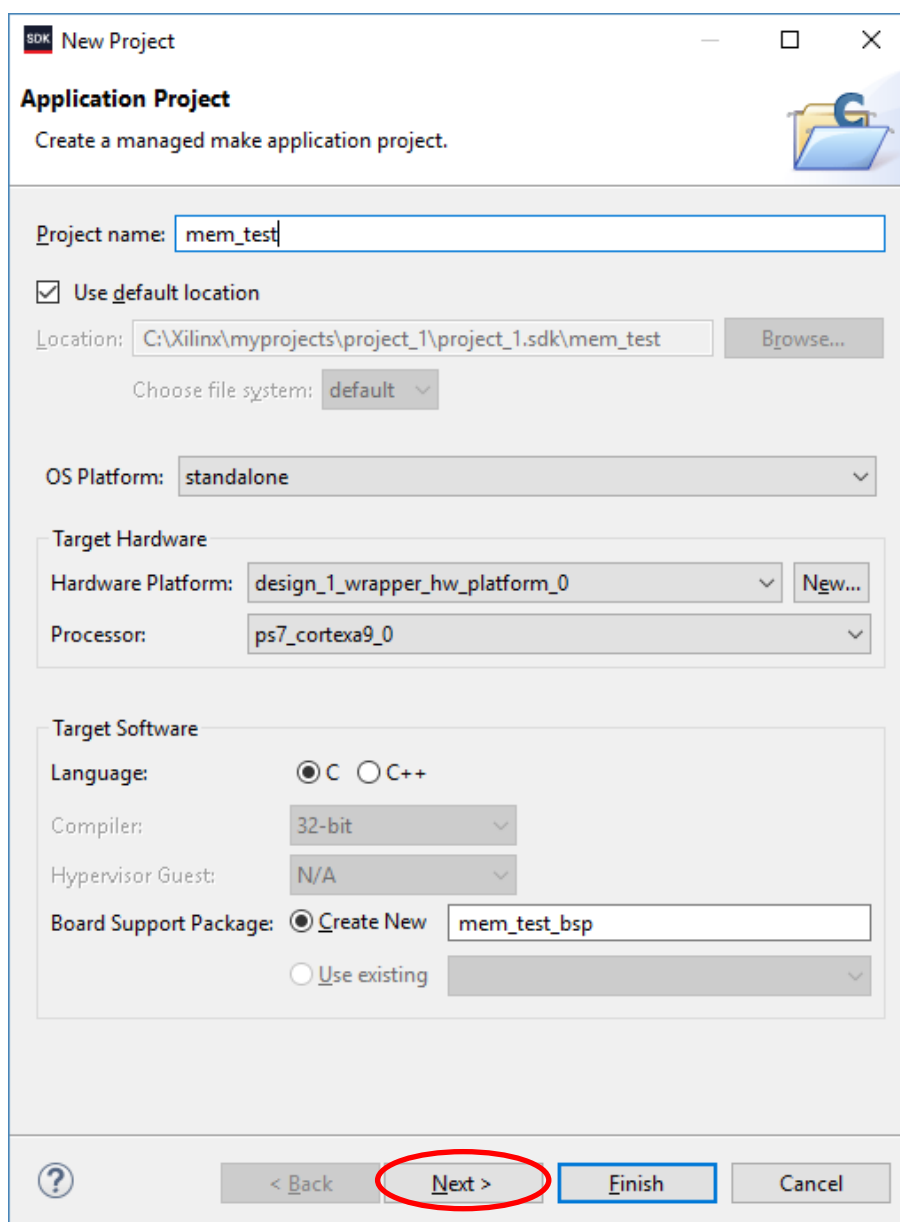 SDK New Project
Application Project
Create a managed make application project.
Project name: mem_test
Use default location
Location: C:\Xilinx\myprojects\project_1\project_1.sdk\mem_test Browse...
Choose file system: default
OS Platform: standalone
Target Hardware
Hardware Platform: design_1_wrapper_hw_platform_0 New...
Processor: ps7_cortexa9_0
Target Software
Language: C C++
Compiler: 32-bit
Hypervisor Guest: N/A
Board Support Package: Create New mem_test_bsp
Use existing
? < Back Next > Finish Cancel